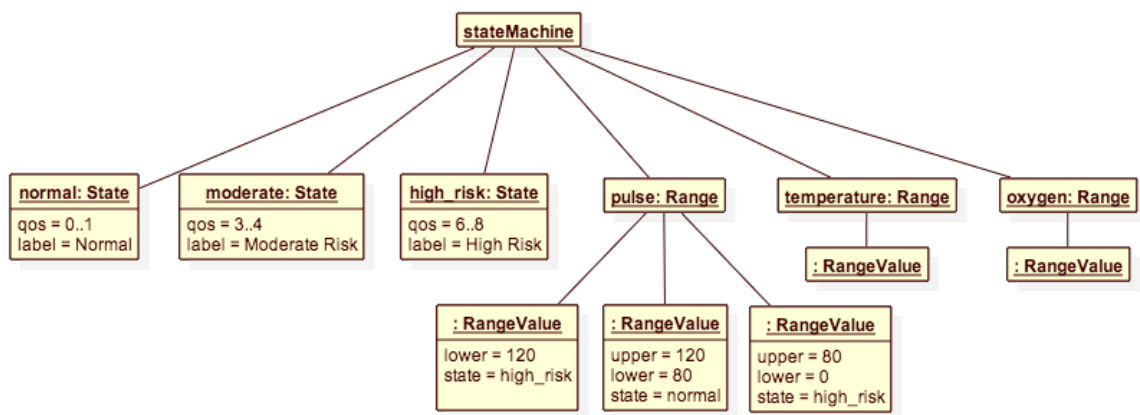 stateMachine
normal: State
qos = 0..1
label = Normal
moderate: State
qos = 3..4
label = Moderate Risk
high_risk: State
qos = 6..8
label = High Risk
pulse: Range
temperature: Range
oxygen: Range
: RangeValue
: RangeValue
: RangeValue
lower = 120
state = high_risk
: RangeValue
upper = 120
lower = 80
state = normal
: RangeValue
upper = 80
lower = 0
state = high_risk